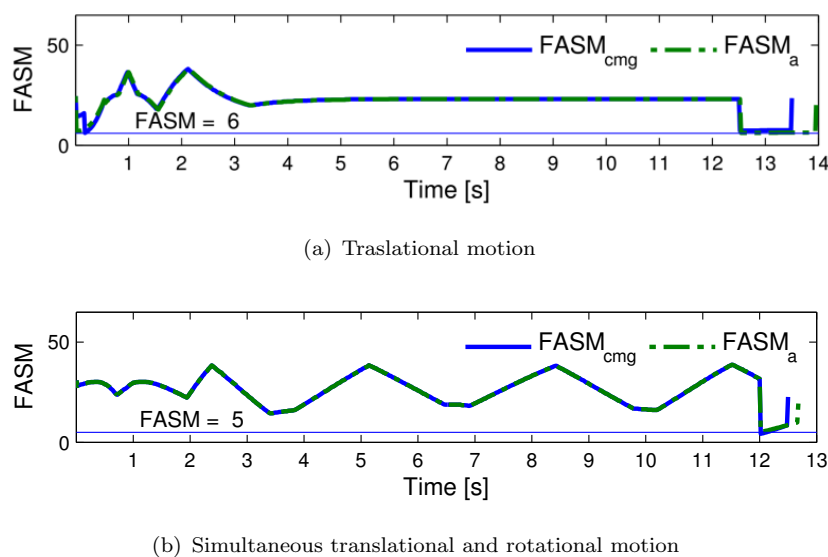 50
FASM_cmg FASM_a
FASM
FASM = 6
0
1 2 3 4 5 6 7 8 9 10 11 12 13 14
Time [s]
(a) Traslational motion
50
FASM_cmg FASM_a
FASM
FASM = 5
0
1 2 3 4 5 6 7 8 9 10 11 12 13
Time [s]
(b) Simultaneous translational and rotational motion